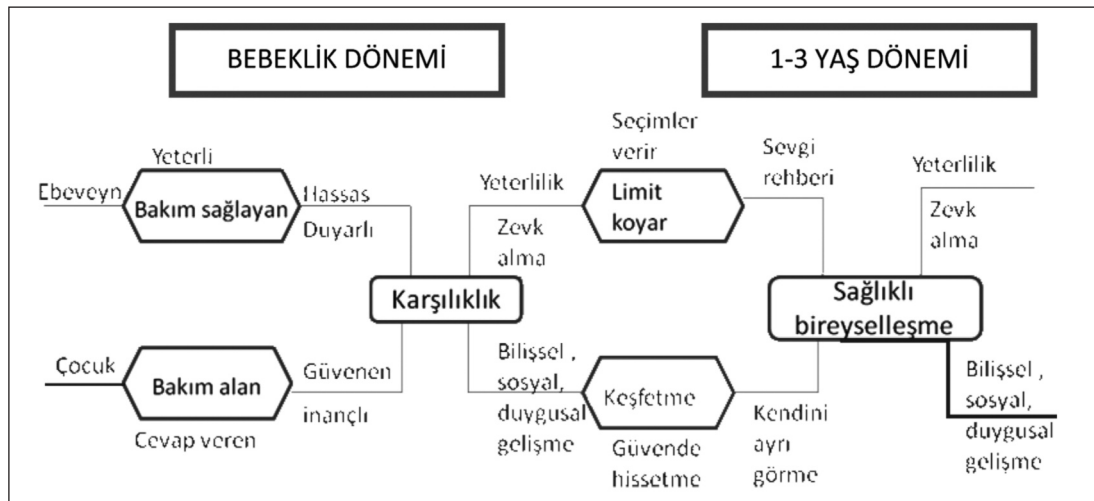 BEBEKLİK DÖNEMİ
1-3 YAŞ DÖNEMİ
Ebeveyn
Yeterli
Bakım sağlayan
Hassas
Duyarlı
Çocuk
Bakım alan
Cevap veren
Güvenen
inançlı
Karşılıklık
Yeterlilik
Zevk
alma
Bilişsel ,
sosyal,
duygusal
gelişme
Seçimler
verir
Limit
koyar
Sevgi
rehberi
Keşfetme
Güvende
hissetme
Kendini
ayrı
görme
Sağlıklı
bireyselleşme
Yeterlilik
Zevk
alma
Bilişsel ,
sosyal,
duygusal
gelişme